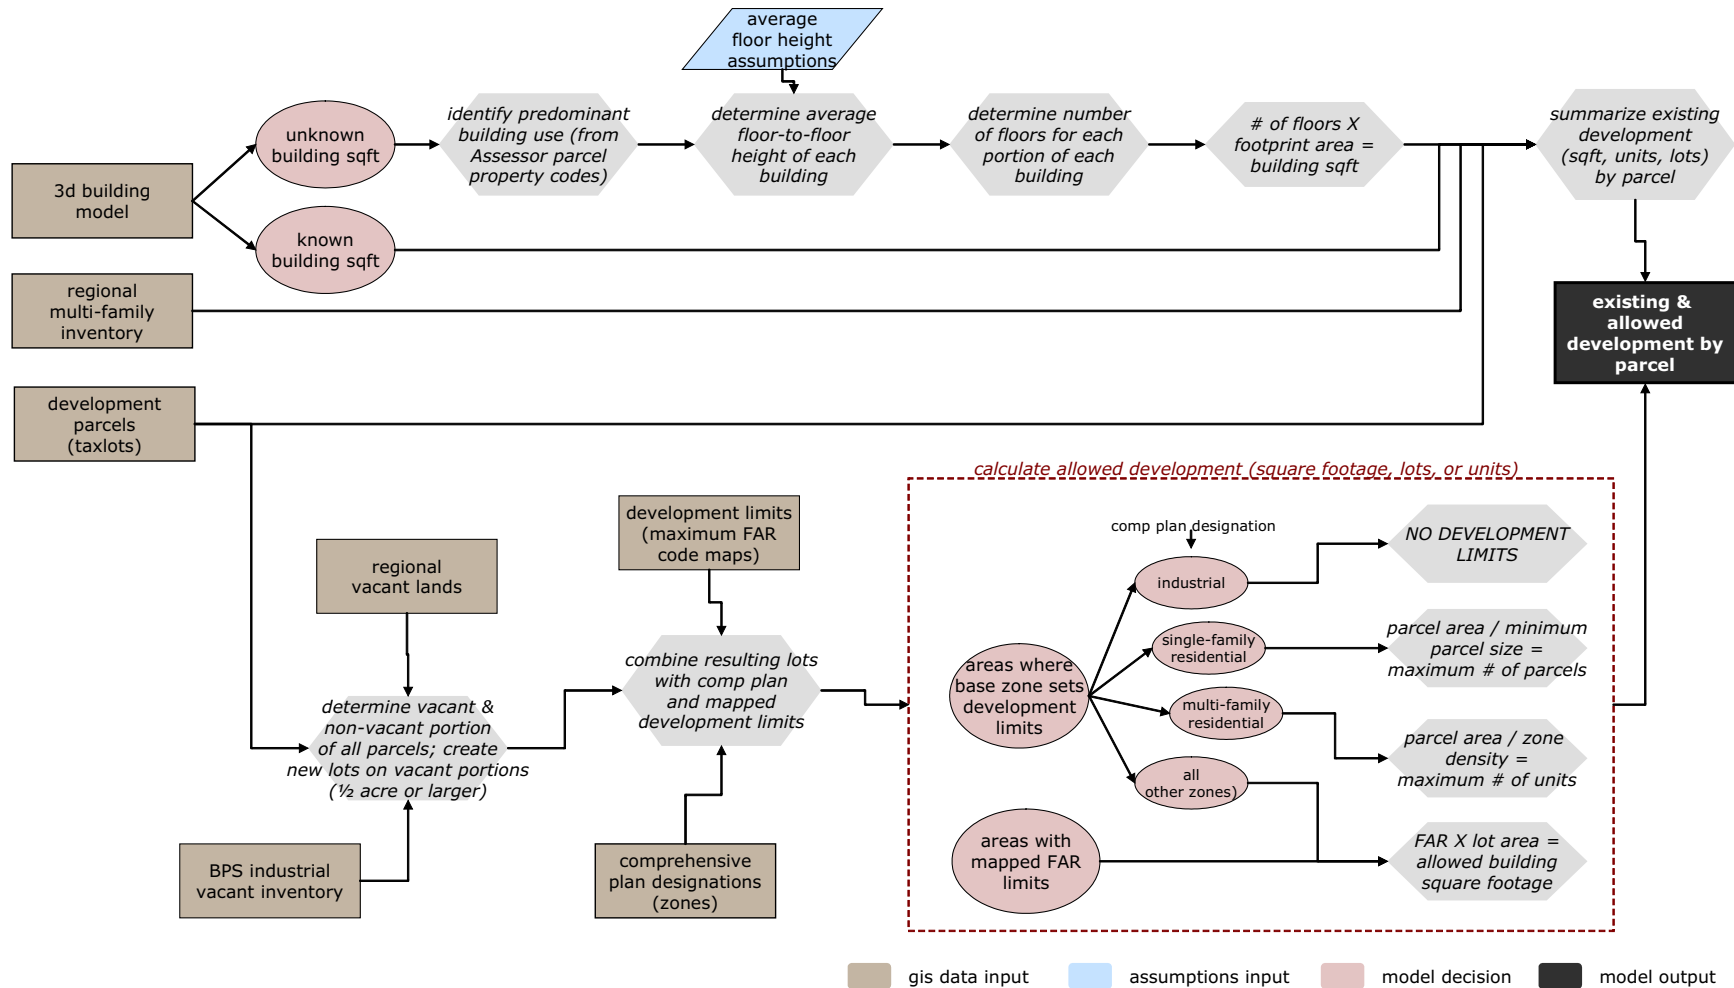 average
floor height
assumptions
unknown
building sqft
identify predominant
building use (from
Assessor parcel
property codes)
determine average
floor-to-floor
height of each
building
determine number
of floors for each
portion of each
building
# of floors X
footprint area =
building sqft
summarize existing
development
(sqft, units, lots)
by parcel
3d building
model
known
building sqft
regional
multi-family
inventory
existing &
allowed
development by
parcel
development
parcels
(taxlots)
calculate allowed development (square footage, lots, or units)
development limits
(maximum FAR
code maps)
regional
vacant lands
comp plan designation
industrial
NO DEVELOPMENT
LIMITS
single-family
residential
parcel area / minimum
parcel size =
maximum # of parcels
combine resulting lots
with comp plan
and mapped
development limits
areas where
base zone sets
development
limits
multi-family
residential
determine vacant &
non-vacant portion
of all parcels; create
new lots on vacant portions
(½ acre or larger)
parcel area / zone
density =
maximum # of units
all
other zones)
BPS industrial
vacant inventory
comprehensive
plan designations
(zones)
areas with
mapped FAR
limits
FAR X lot area =
allowed building
square footage
gis data input
assumptions input
model decision
model output